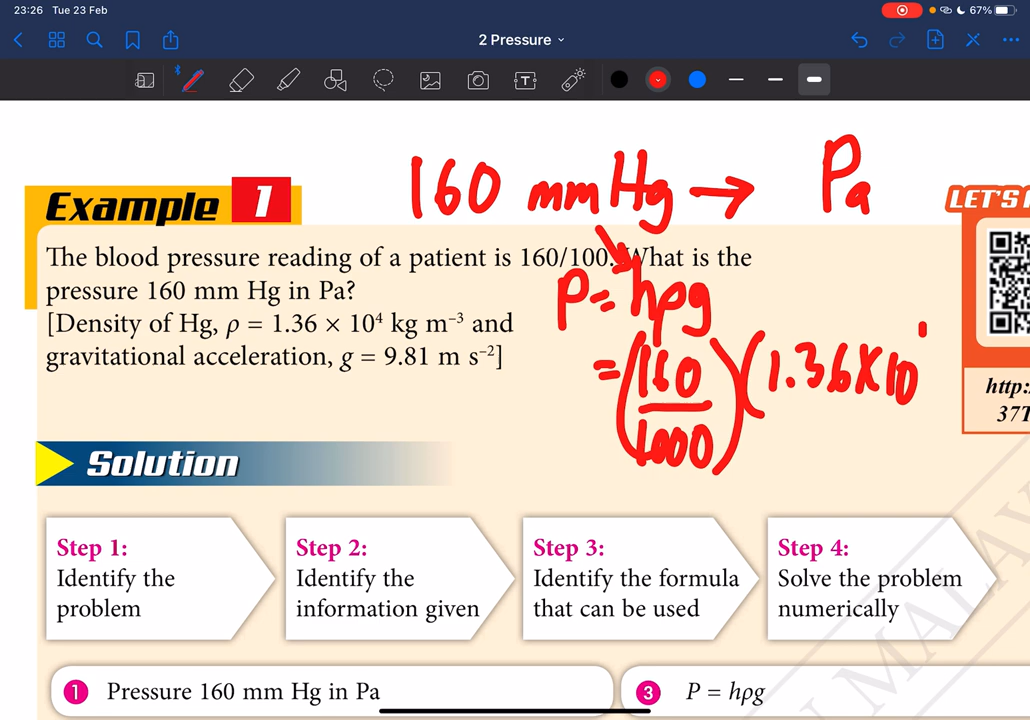 23:26 Tue 23 Feb
67%
2 Pressure
T
160 mm Hg → Pa
Example 1
LET'S
The blood pressure reading of a patient is 160/100. What is the
pressure 160 mm Hg in Pa?
P = hρg
[Density of Hg, ρ = 1.36 × 10⁴ kg m⁻³ and
gravitational acceleration, g = 9.81 m s⁻²]
= (160/1000)(1.36×10
http:
37T
Solution
Step 1:
Identify the
problem
Step 2:
Identify the
information given
Step 3:
Identify the formula
that can be used
Step 4:
Solve the problem
numerically
1 Pressure 160 mm Hg in Pa
3 P = hρg
MALAY